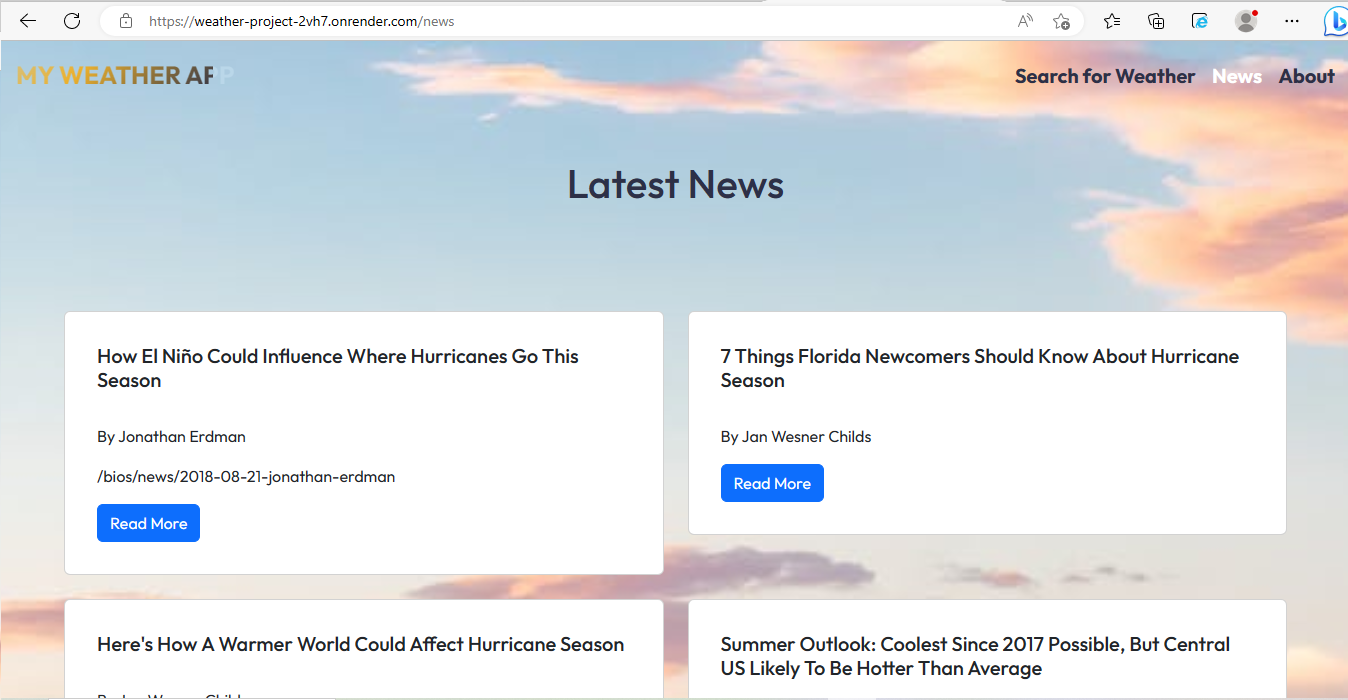 https://weather-project-2vh7.onrender.com/news
MY WEATHER APP
Search for Weather News About
Latest News
How El Niño Could Influence Where Hurricanes Go This
Season
By Jonathan Erdman
/bios/news/2018-08-21-jonathan-erdman
Read More
7 Things Florida Newcomers Should Know About Hurricane
Season
By Jan Wesner Childs
Read More
Here's How A Warmer World Could Affect Hurricane Season
Summer Outlook: Coolest Since 2017 Possible, But Central
US Likely To Be Hotter Than Average